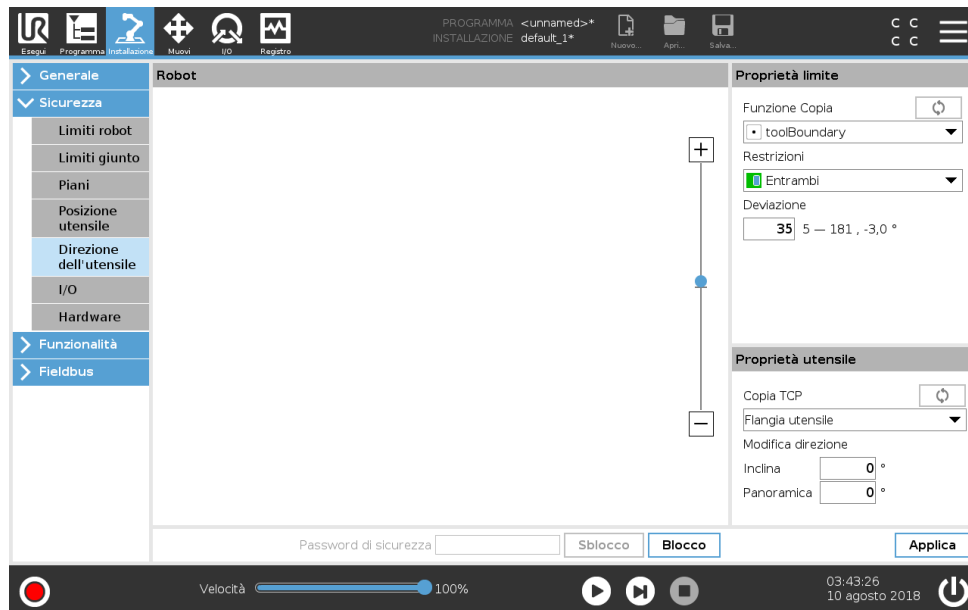 PROGRAMMA <unnamed>*
INSTALLAZIONE default_1*
UR
Esegui Programma Installazione Muovi I/O Registro
Nuovo... Apri... Salva...
C C
C C
Generale
Sicurezza
Limiti robot
Limiti giunto
Piani
Posizione
utensile
Direzione
dell'utensile
I/O
Hardware
Funzionalità
Fieldbus
Robot
Proprietà limite
Funzione Copia
toolBoundary
Restrizioni
Entrambi
Deviazione
35 5 — 181 , -3,0 °
Proprietà utensile
Copia TCP
Flangia utensile
Modifica direzione
Inclina 0 °
Panoramica 0 °
Password di sicurezza Sblocco Blocco Applica
Velocità 100%
03:43:26
10 agosto 2018